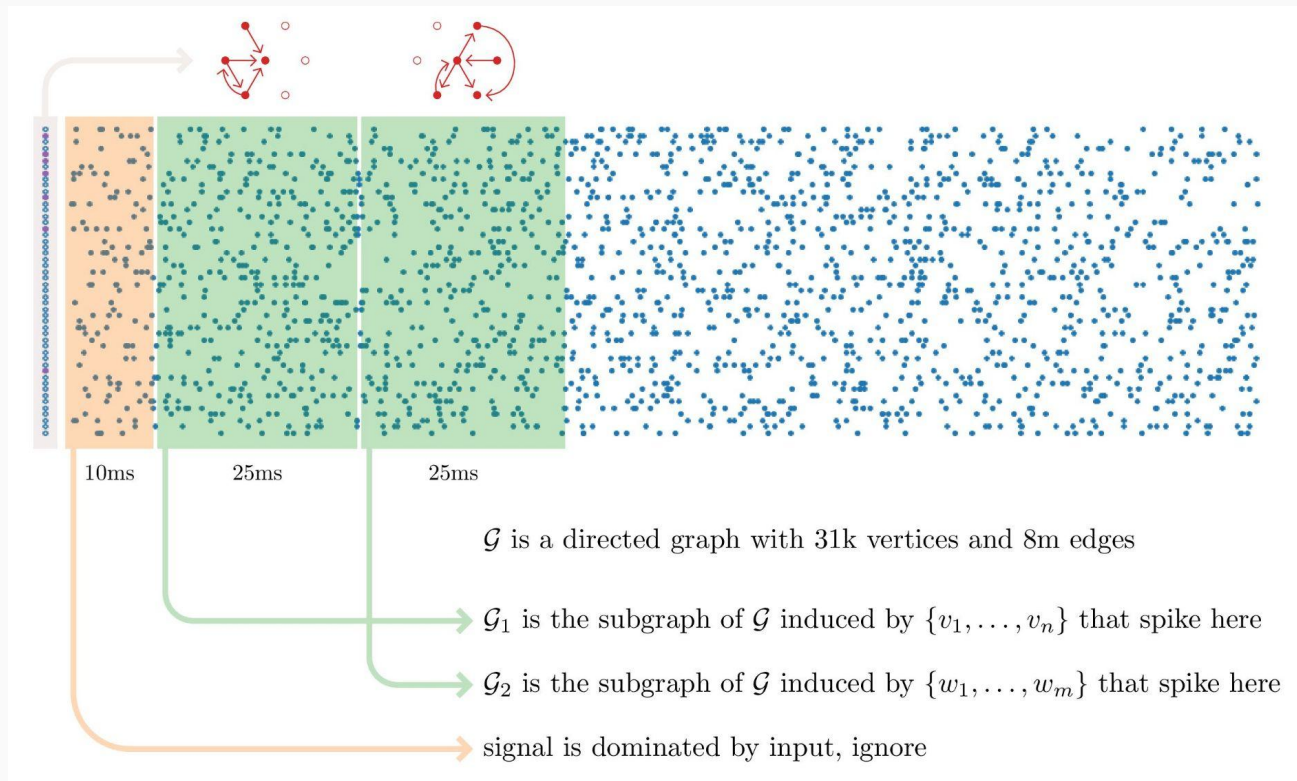 10ms
25ms
25ms
𝒢 is a directed graph with 31k vertices and 8m edges
𝒢₁ is the subgraph of 𝒢 induced by {v₁, . . . , vₙ} that spike here
𝒢₂ is the subgraph of 𝒢 induced by {w₁, . . . , wₘ} that spike here
signal is dominated by input, ignore